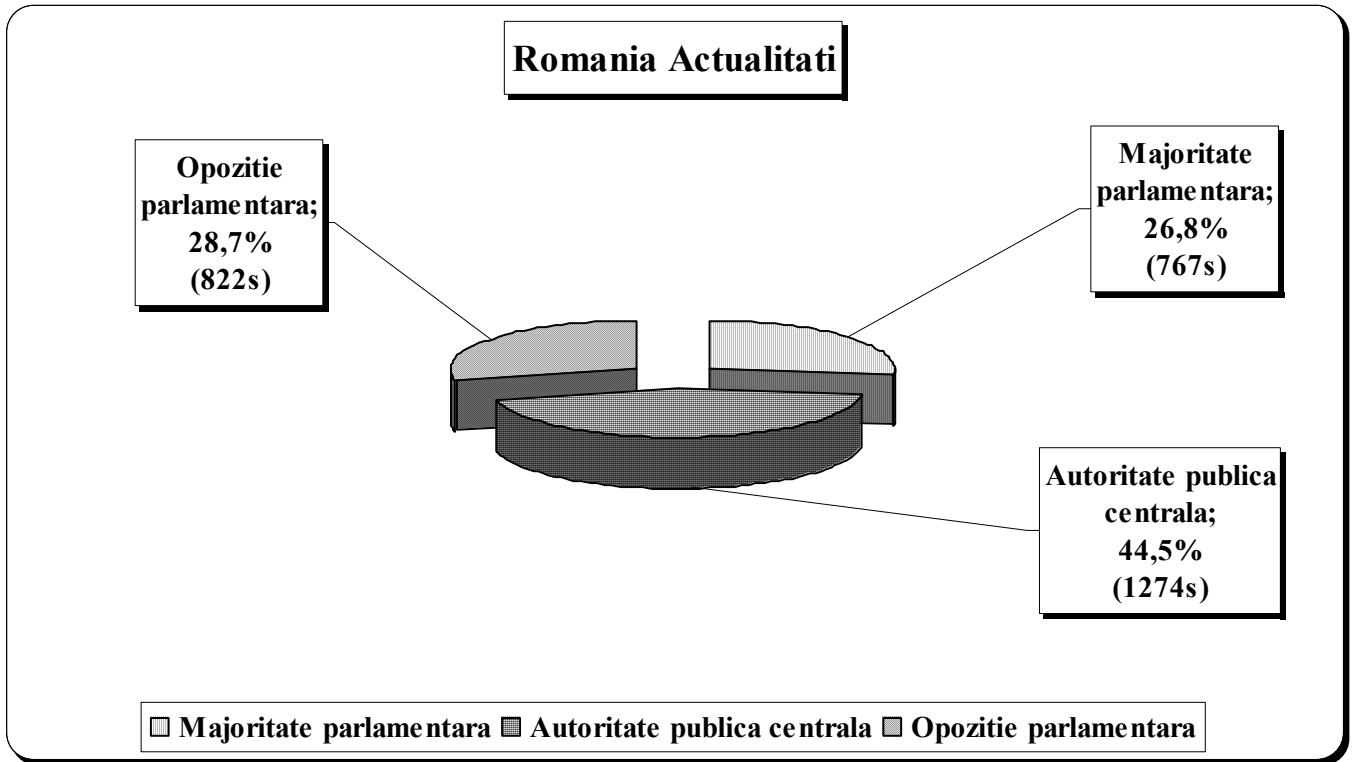 Romania Actualitati
Opozitie
parlamentara;
28,7%
(822s)
Majoritate
parlamentara;
26,8%
(767s)
Autoritate publica
centrala;
44,5%
(1274s)
Majoritate parlamentara Autoritate publica centrala Opozitie parlamentara